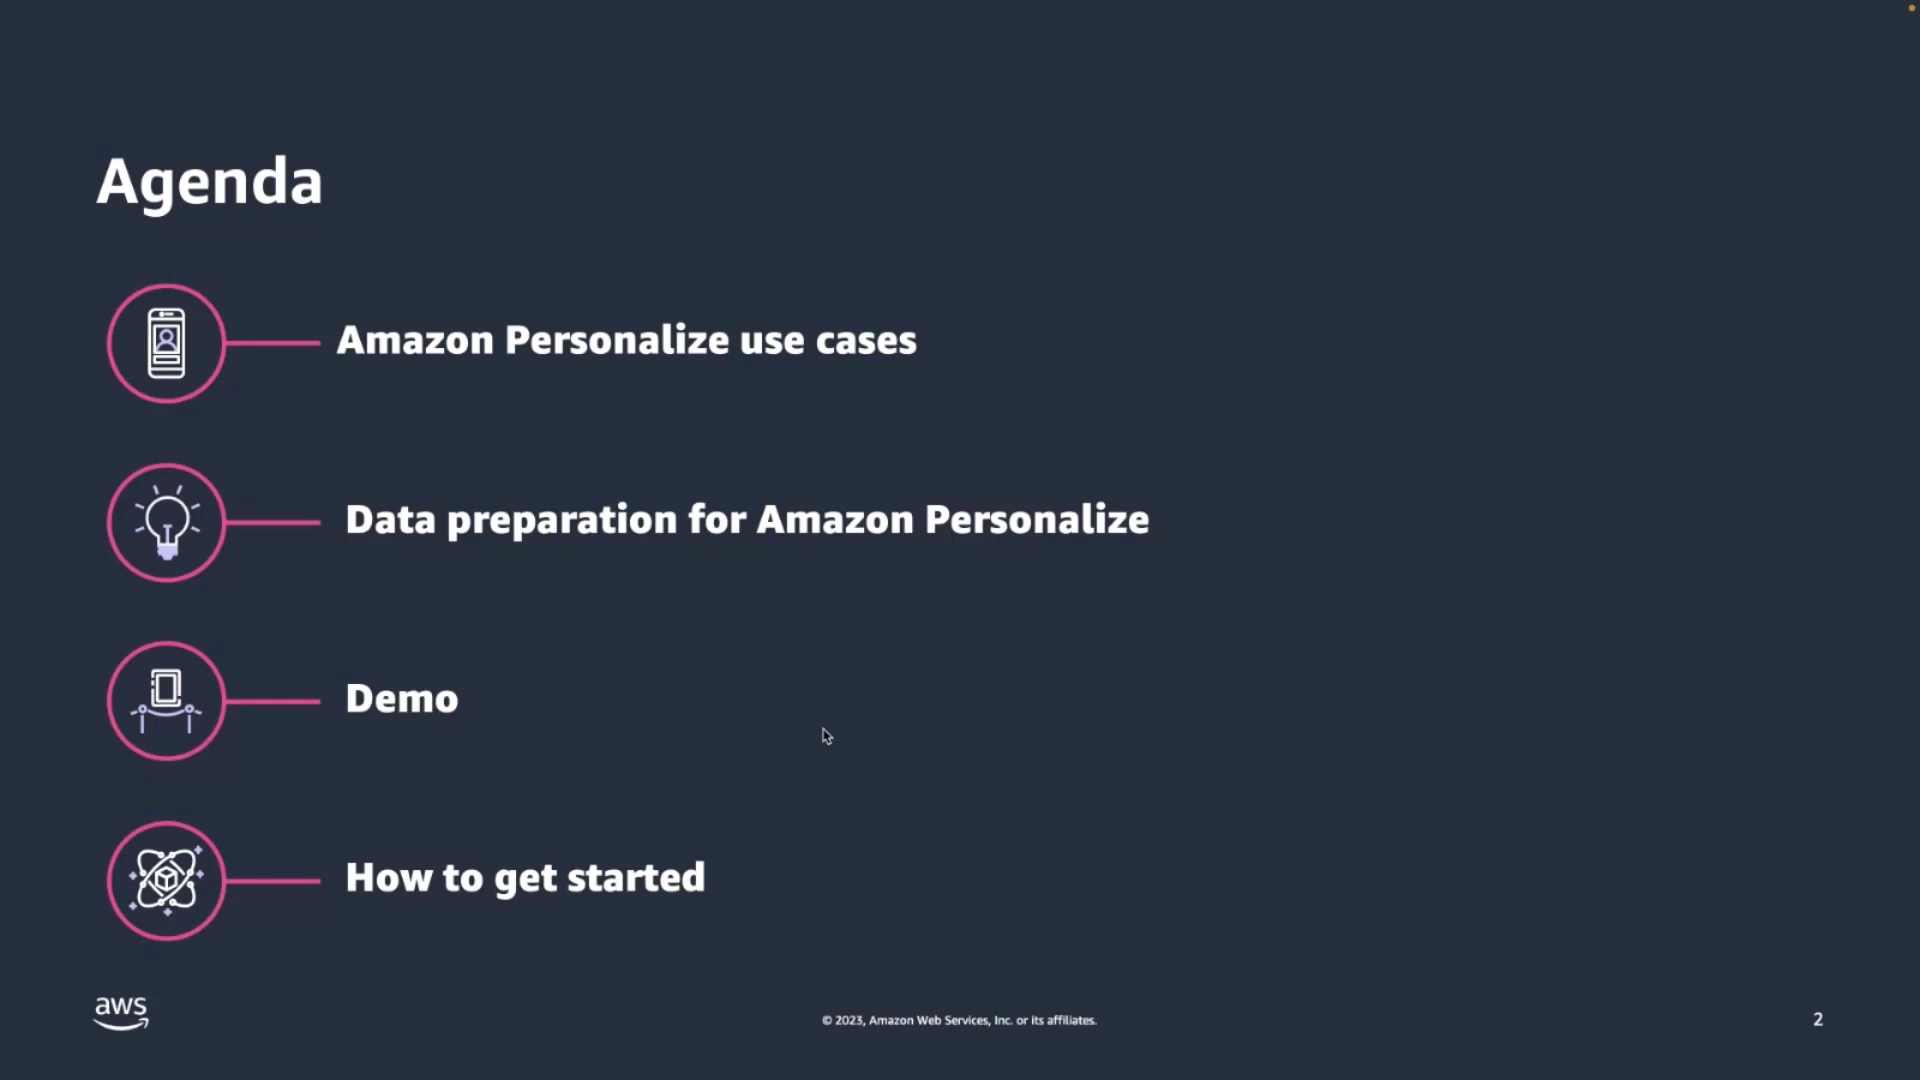 Agenda
Amazon Personalize use cases
Data preparation for Amazon Personalize
Demo
How to get started
aws
© 2023, Amazon Web Services, Inc. or its affiliates.
2